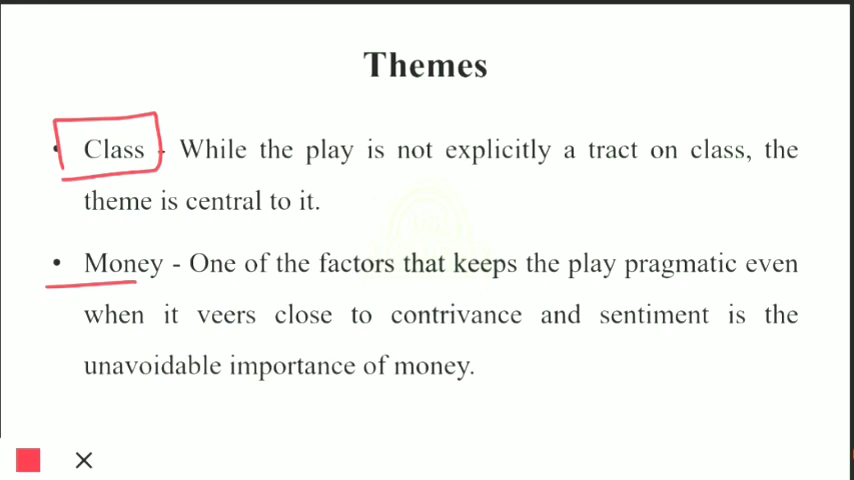 Themes
• Class - While the play is not explicitly a tract on class, the
theme is central to it.
• Money - One of the factors that keeps the play pragmatic even
when it veers close to contrivance and sentiment is the
unavoidable importance of money.